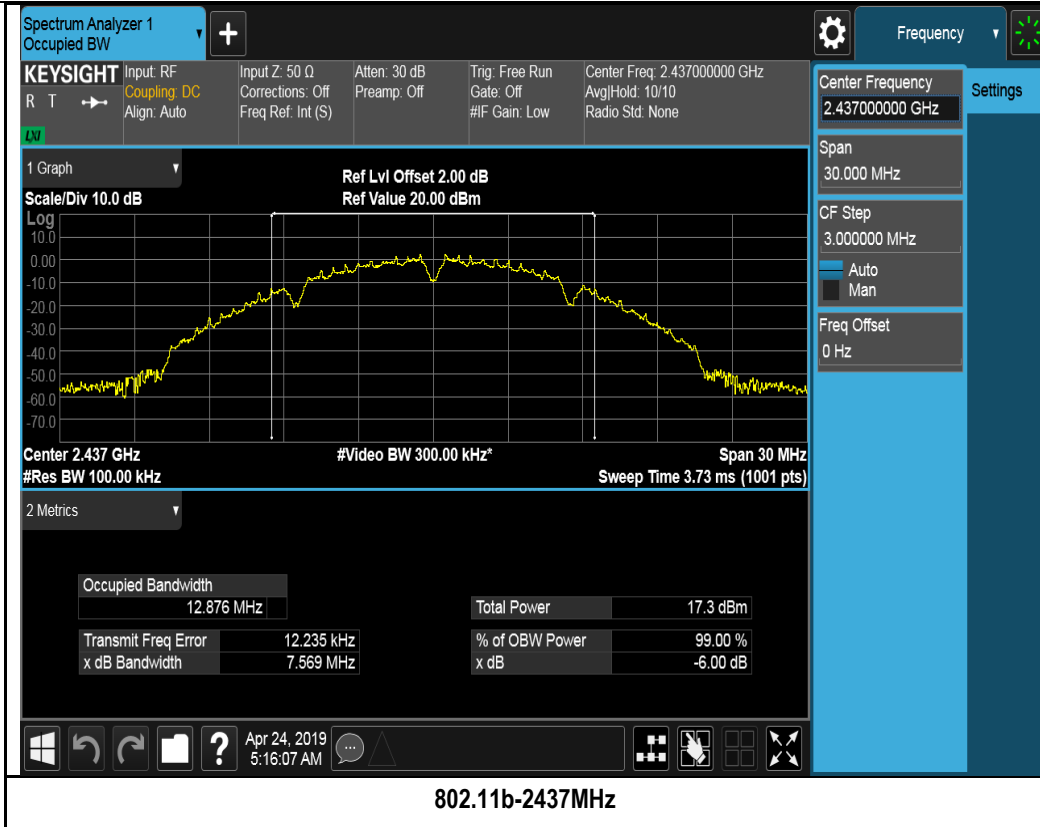 Spectrum Analyzer 1
Occupied BW
+
Frequency
KEYSIGHT
R T
LXI
Input: RF
Coupling: DC
Align: Auto
Input Z: 50 Ω
Corrections: Off
Freq Ref: Int (S)
Atten: 30 dB
Preamp: Off
Trig: Free Run
Gate: Off
#IF Gain: Low
Center Freq: 2.437000000 GHz
Avg|Hold: 10/10
Radio Std: None
Center Frequency
2.437000000 GHz
Settings
Span
30.000 MHz
CF Step
3.000000 MHz
Auto
Man
Freq Offset
0 Hz
1 Graph
Scale/Div 10.0 dB
Ref Lvl Offset 2.00 dB
Ref Value 20.00 dBm
Log
10.0
0.00
-10.0
-20.0
-30.0
-40.0
-50.0
-60.0
-70.0
Center 2.437 GHz
#Res BW 100.00 kHz
#Video BW 300.00 kHz*
Span 30 MHz
Sweep Time 3.73 ms (1001 pts)
2 Metrics
Occupied Bandwidth
12.876 MHz
Transmit Freq Error 12.235 kHz
x dB Bandwidth 7.569 MHz
Total Power 17.3 dBm
% of OBW Power 99.00 %
x dB -6.00 dB
?
Apr 24, 2019
5:16:07 AM
802.11b-2437MHz